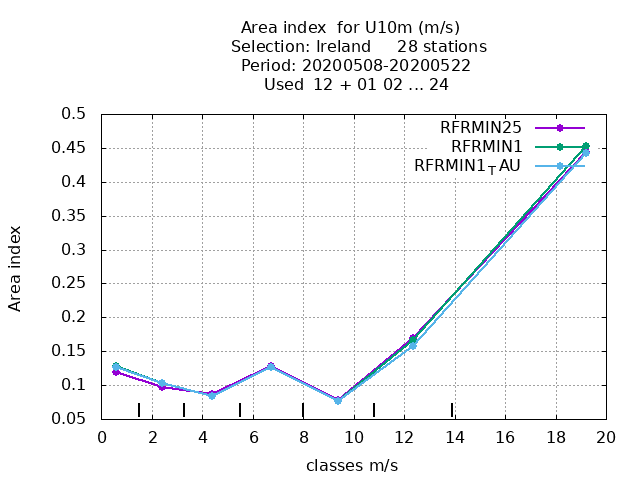 Area index  for U10m (m/s)
Selection: Ireland     28 stations
Period: 20200508-20200522
Used  12 + 01 02 ... 24
RFRMIN25
RFRMIN1
RFRMIN1TAU
0.5
0.45
0.4
0.35
0.3
0.25
0.2
0.15
0.1
0.05
Area index
0 2 4 6 8 10 12 14 16 18 20
classes m/s